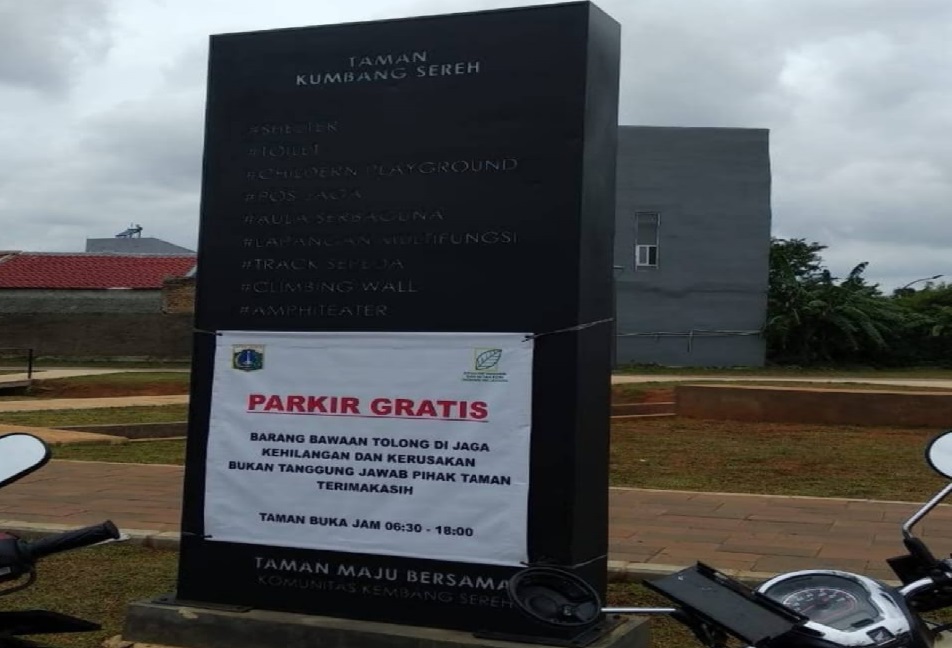 TAMAN
KUMBANG SEREH
#SHELTER
#TOILET
#CHILDERN PLAYGROUND
#POS JAGA
#AULA SERBAGUNA
#LAPANGAN MULTIFUNGSI
#TRACK SEPEDA
#CLIMBING WALL
#AMPHITEATER
PARKIR GRATIS
BARANG BAWAAN TOLONG DI JAGA
KEHILANGAN DAN KERUSAKAN
BUKAN TANGGUNG JAWAB PIHAK TAMAN
TERIMAKASIH
TAMAN BUKA JAM 06:30 - 18:00
TAMAN MAJU BERSAMA
KOMUNITAS KEMBANG SEREH